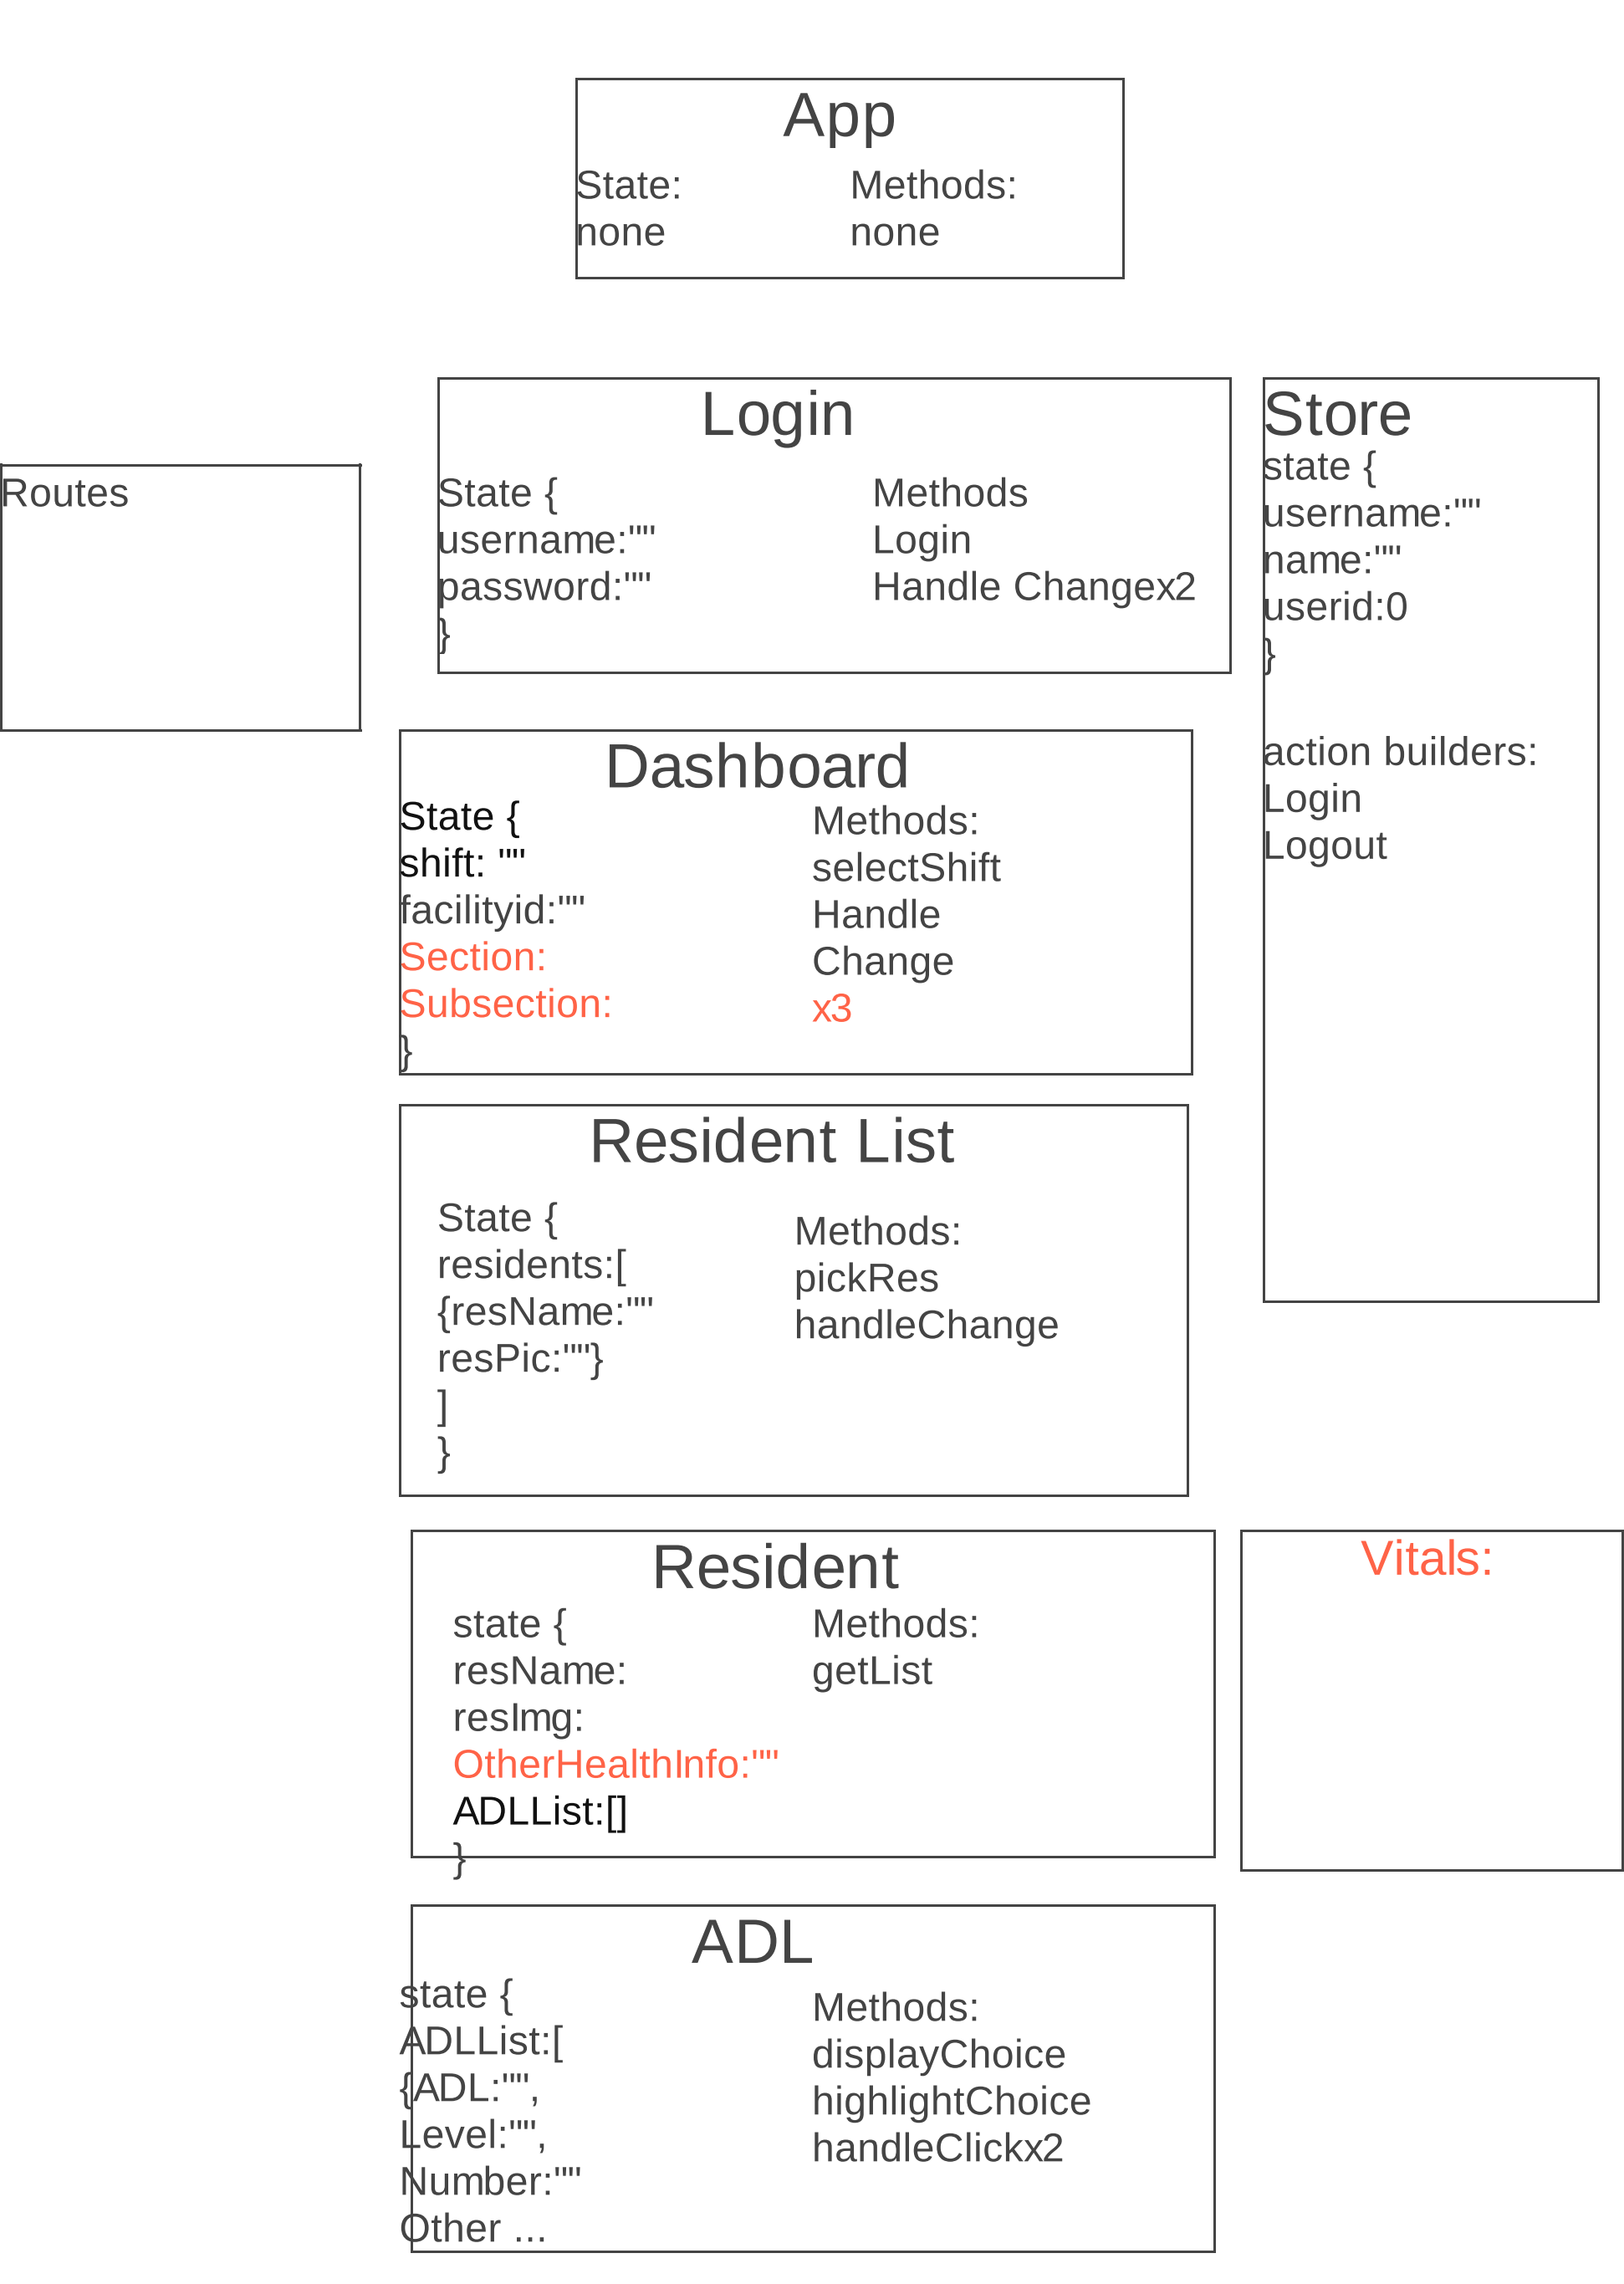 App
State:
none
Methods:
none
Routes
Login
State {
username:""
password:""
}
Methods
Login
Handle Changex2
Store
state {
username:""
name:""
userid:0
}
action builders:
Login
Logout
Dashboard
State {
shift: ""
facilityid:""
Section:
Subsection:
}
Methods:
selectShift
Handle
Change
x3
Resident List
State {
residents:[
{resName:""
resPic:""}
]
}
Methods:
pickRes
handleChange
Resident
state {
resName:
resImg:
OtherHealthInfo:""
ADLList:[]
}
Methods:
getList
Vitals:
ADL
state {
ADLList:[
{ADL:"",
Level:"",
Number:""
Other ...
Methods:
displayChoice
highlightChoice
handleClickx2